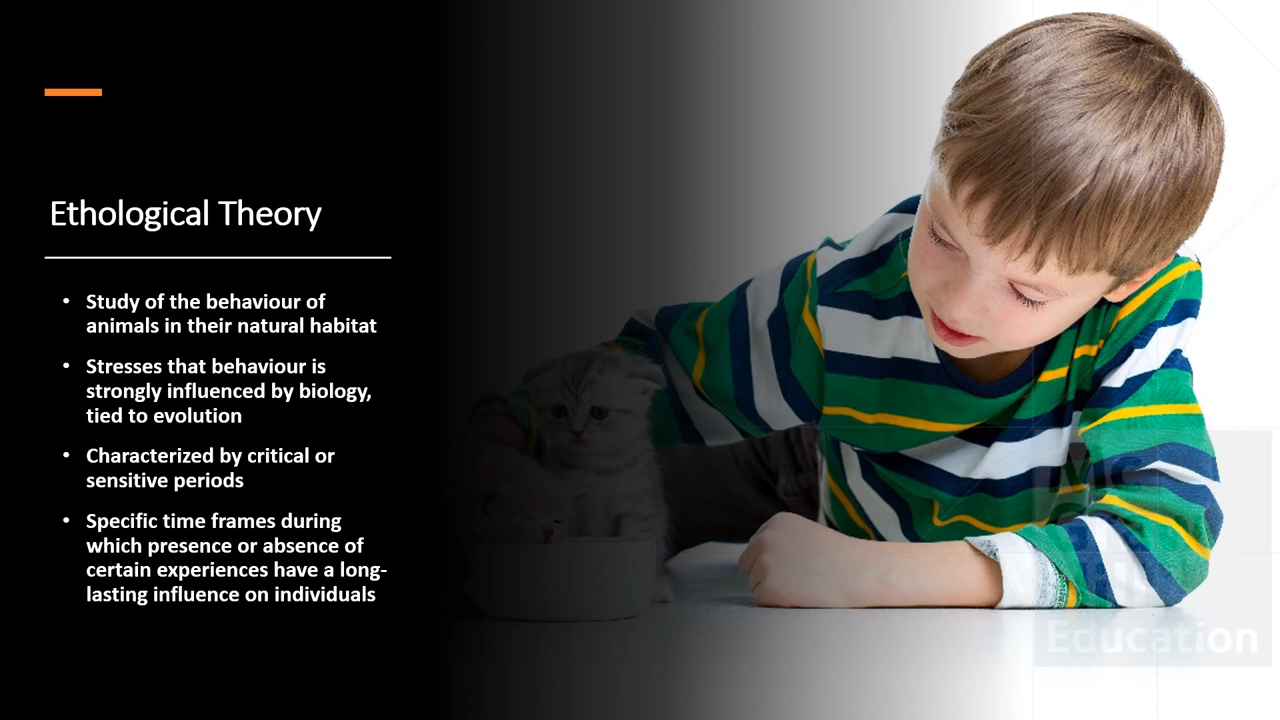 Ethological Theory
• Study of the behaviour of
animals in their natural habitat
• Stresses that behaviour is
strongly influenced by biology,
tied to evolution
• Characterized by critical or
sensitive periods
• Specific time frames during
which presence or absence of
certain experiences have a long-
lasting influence on individuals
Education